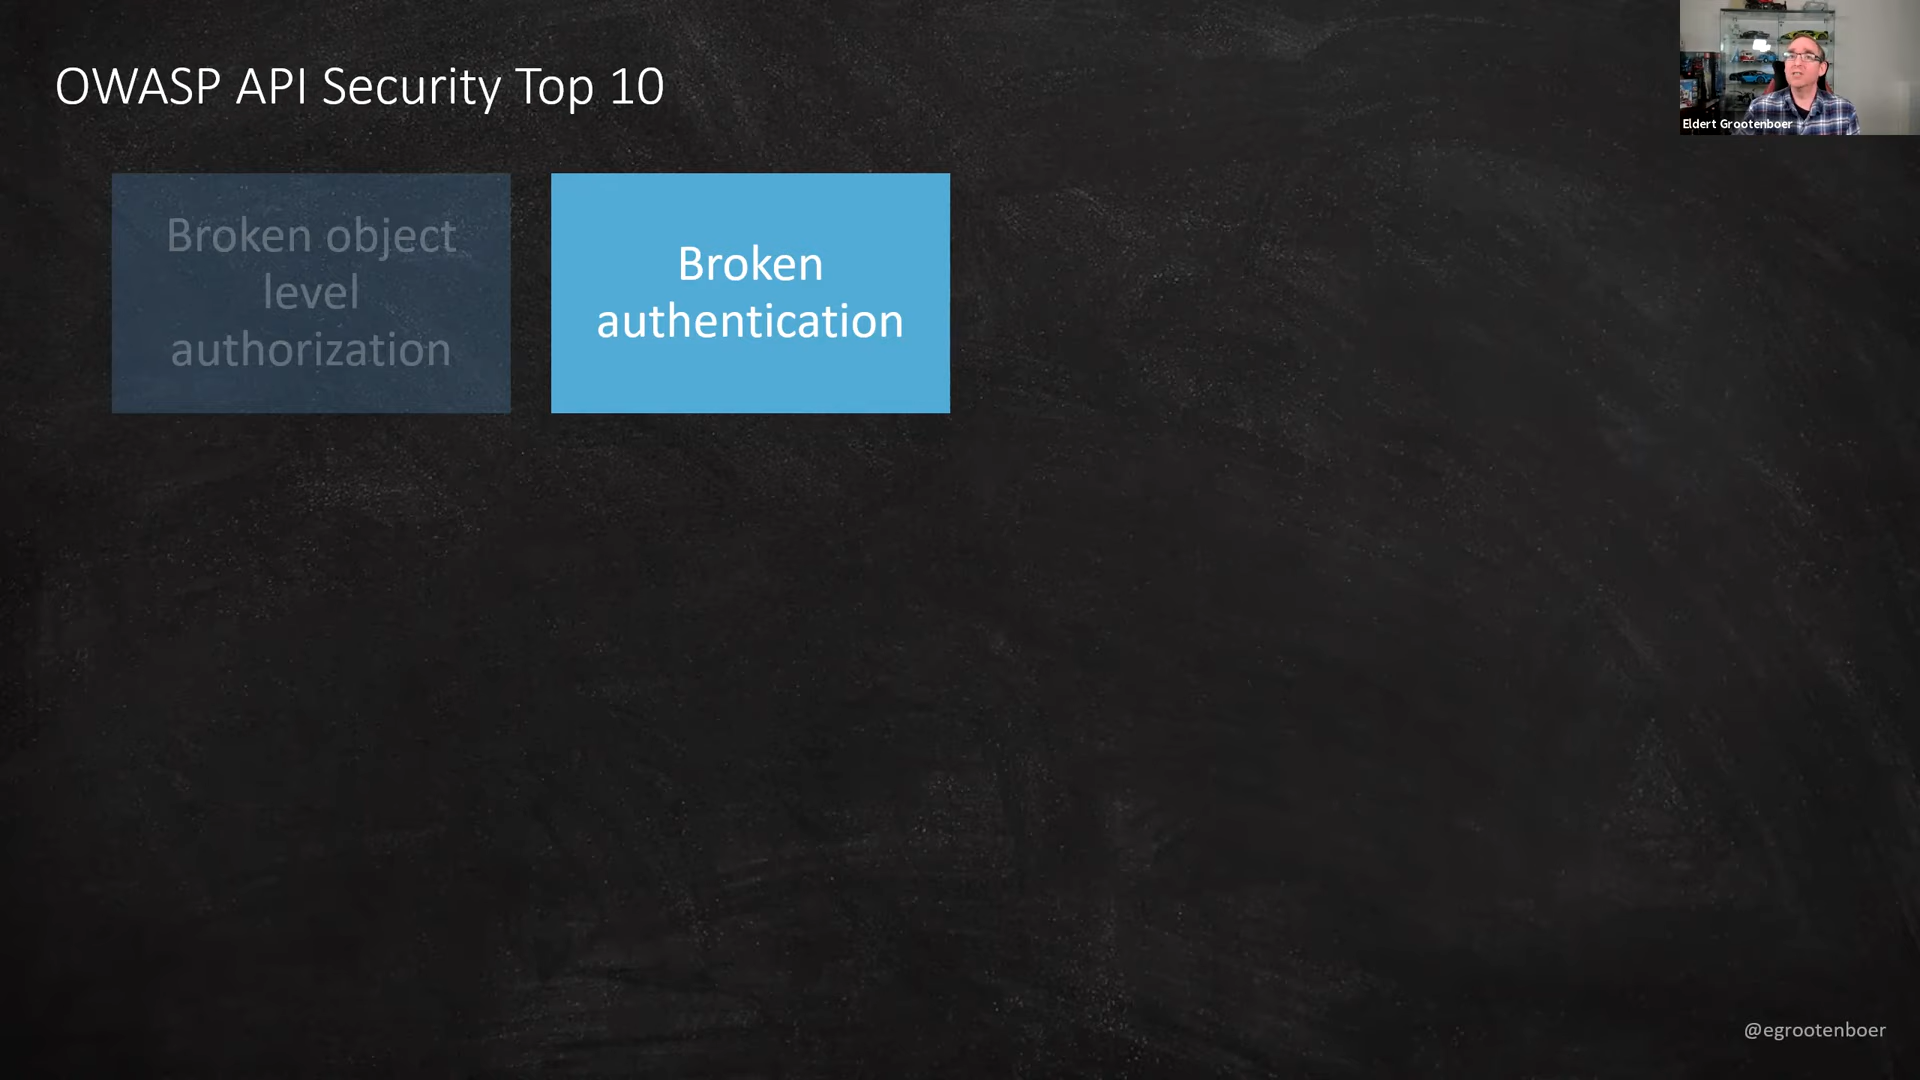 OWASP API Security Top 10
Broken object
level
authorization
Broken
authentication
Eldert Grootenboer
@egrootenboer